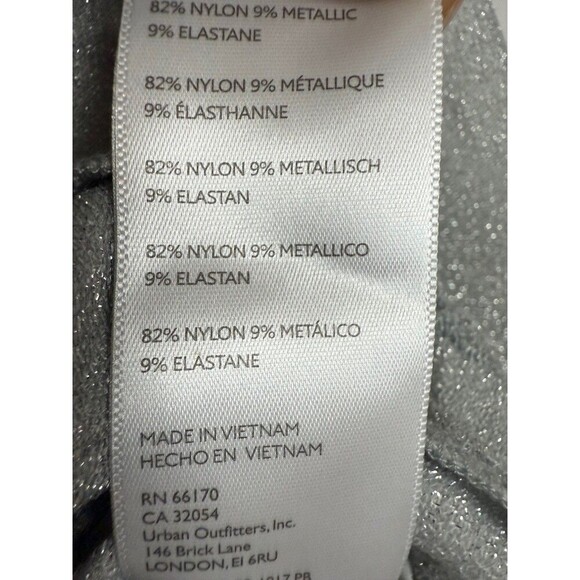 82% NYLON 9% METALLIC
9% ELASTANE
82% NYLON 9% MÉTALLIQUE
9% ÉLASTHANNE
82% NYLON 9% METALLISCH
9% ELASTAN
82% NYLON 9% METALLICO
9% ELASTAN
82% NYLON 9% METÁLICO
9% ELASTANE
MADE IN VIETNAM
HECHO EN VIETNAM
RN 66170
CA 32054
Urban Outfitters, Inc.
146 Brick Lane
LONDON, EI 6RU